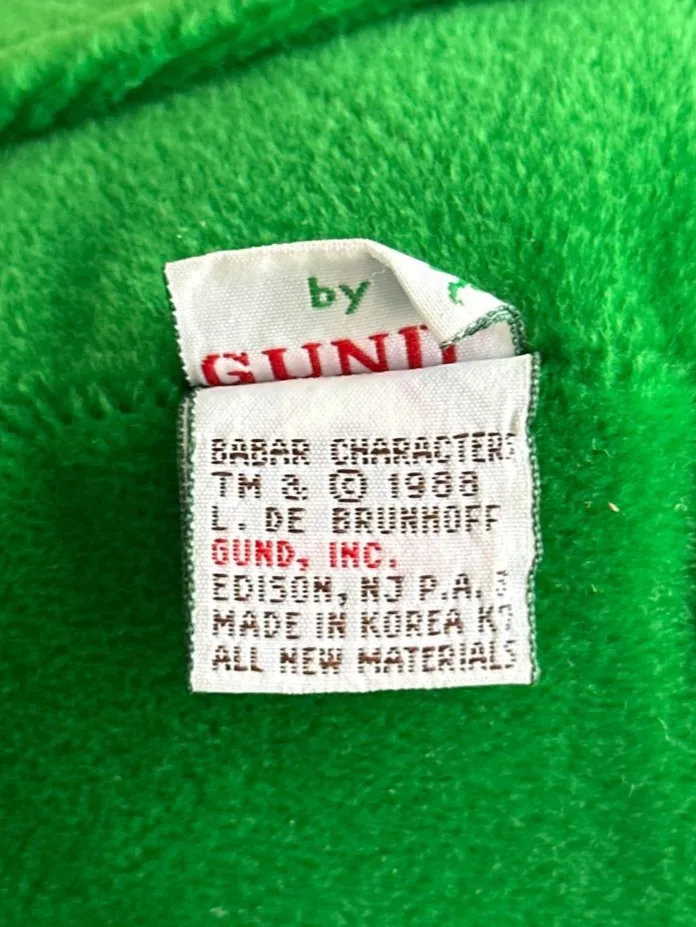 by
GUND
BABAR CHARACTERS
TM & © 1988
L. DE BRUNHOFF
GUND, INC.
EDISON, NJ P.A.
MADE IN KOREA
ALL NEW MATERIALS